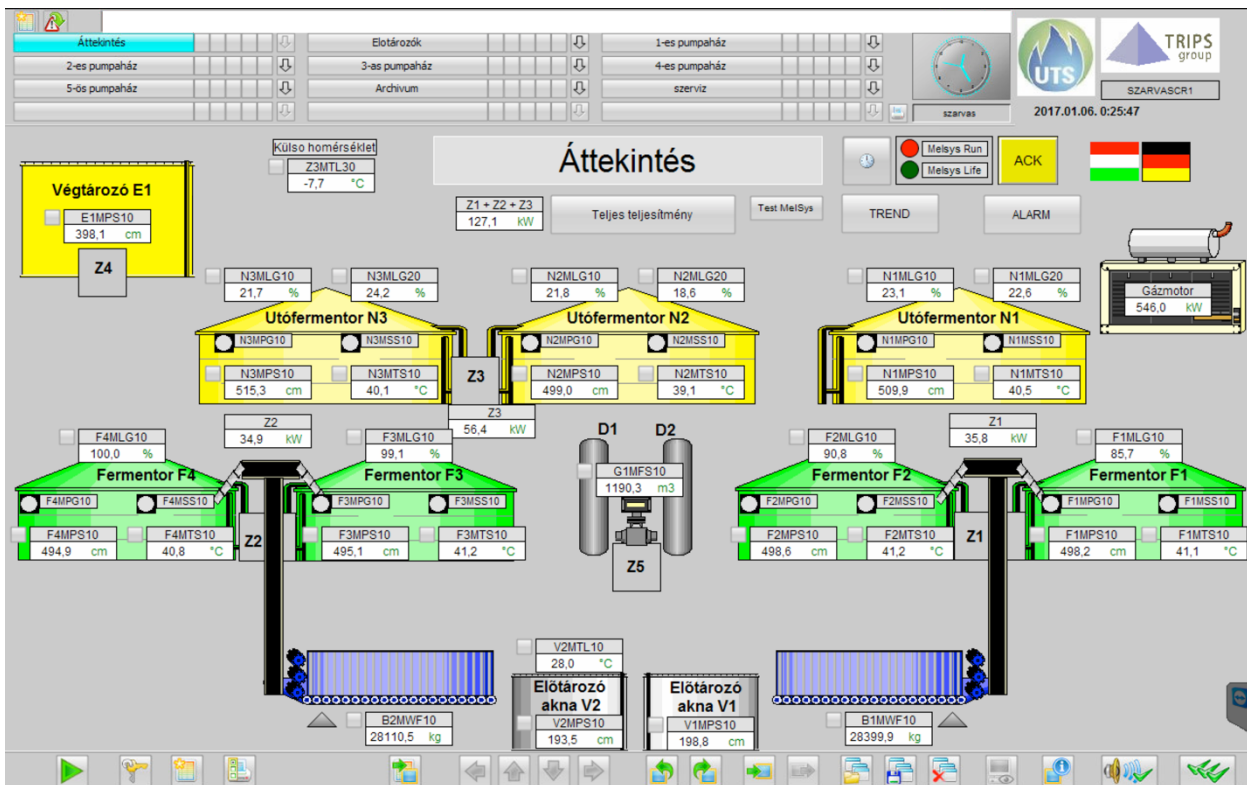 Áttekintés
Elotározók
1-es pumpaház
2-es pumpaház
3-as pumpaház
4-es pumpaház
5-ös pumpaház
Archivum
szerviz
szarvas
UTS
TRIPS
group
SZARVASCR1
2017.01.06. 0:25:47
Végtározó E1
E1MPS10
398,1 cm
Z4
Külso homérséklet
Z3MTL30
-7,7 °C
Áttekintés
Melsys Run
Melsys Life
ACK
Z1 + Z2 + Z3
127,1 kW
Teljes teljesítmény
Test MelSys
TREND
ALARM
Gázmotor
546,0 kW
N3MLG10
21,7 %
N3MLG20
24,2 %
N2MLG10
21,8 %
N2MLG20
18,6 %
N1MLG10
23,1 %
N1MLG20
22,6 %
Utófermentor N3
Utófermentor N2
Utófermentor N1
N3MPG10
N3MSS10
N2MPG10
N2MSS10
N1MPG10
N1MSS10
N3MPS10
515,3 cm
N3MTS10
40,1 °C
Z3
N2MPS10
499,0 cm
N2MTS10
39,1 °C
N1MPS10
509,9 cm
N1MTS10
40,5 °C
Z2
34,9 kW
Z3
56,4 kW
Z1
35,8 kW
F4MLG10
100,0 %
F3MLG10
99,1 %
D1 D2
F2MLG10
90,8 %
F1MLG10
85,7 %
Fermentor F4
Fermentor F3
G1MFS10
1190,3 m3
Fermentor F2
Fermentor F1
F4MPG10
F4MSS10
F3MPG10
F3MSS10
F2MPG10
F2MSS10
F1MPG10
F1MSS10
F4MPS10
494,9 cm
F4MTS10
40,8 °C
Z2
F3MPS10
495,1 cm
F3MTS10
41,2 °C
Z5
F2MPS10
498,6 cm
F2MTS10
41,2 °C
Z1
F1MPS10
498,2 cm
F1MTS10
41,1 °C
V2MTL10
28,0 °C
Elõtározó
akna V2
V2MPS10
193,5 cm
Elõtározó
akna V1
V1MPS10
198,8 cm
B2MWF10
28110,5 kg
B1MWF10
28399,9 kg